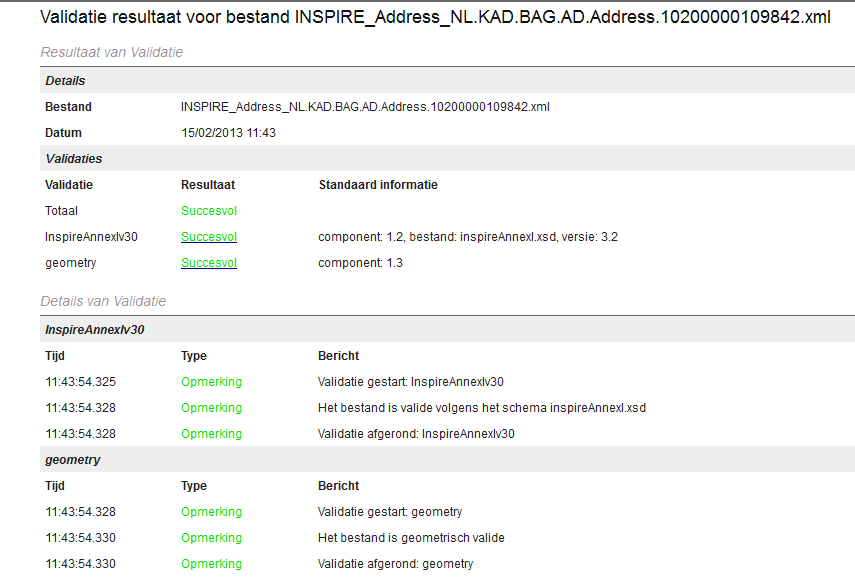 Validatie resultaat voor bestand INSPIRE_Address_NL.KAD.BAG.AD.Address.10200000109842.xml
Resultaat van Validatie
Details
Bestand INSPIRE_Address_NL.KAD.BAG.AD.Address.10200000109842.xml
Datum 15/02/2013 11:43
Validaties
Validatie Resultaat Standaard informatie
Totaal Succesvol
InspireAnnexIv30 Succesvol component: 1.2, bestand: inspireAnnexI.xsd, versie: 3.2
geometry Succesvol component: 1.3
Details van Validatie
InspireAnnexIv30
Tijd Type Bericht
11:43:54.325 Opmerking Validatie gestart: InspireAnnexIv30
11:43:54.328 Opmerking Het bestand is valide volgens het schema inspireAnnexI.xsd
11:43:54.328 Opmerking Validatie afgerond: InspireAnnexIv30
geometry
Tijd Type Bericht
11:43:54.328 Opmerking Validatie gestart: geometry
11:43:54.330 Opmerking Het bestand is geometrisch valide
11:43:54.330 Opmerking Validatie afgerond: geometry